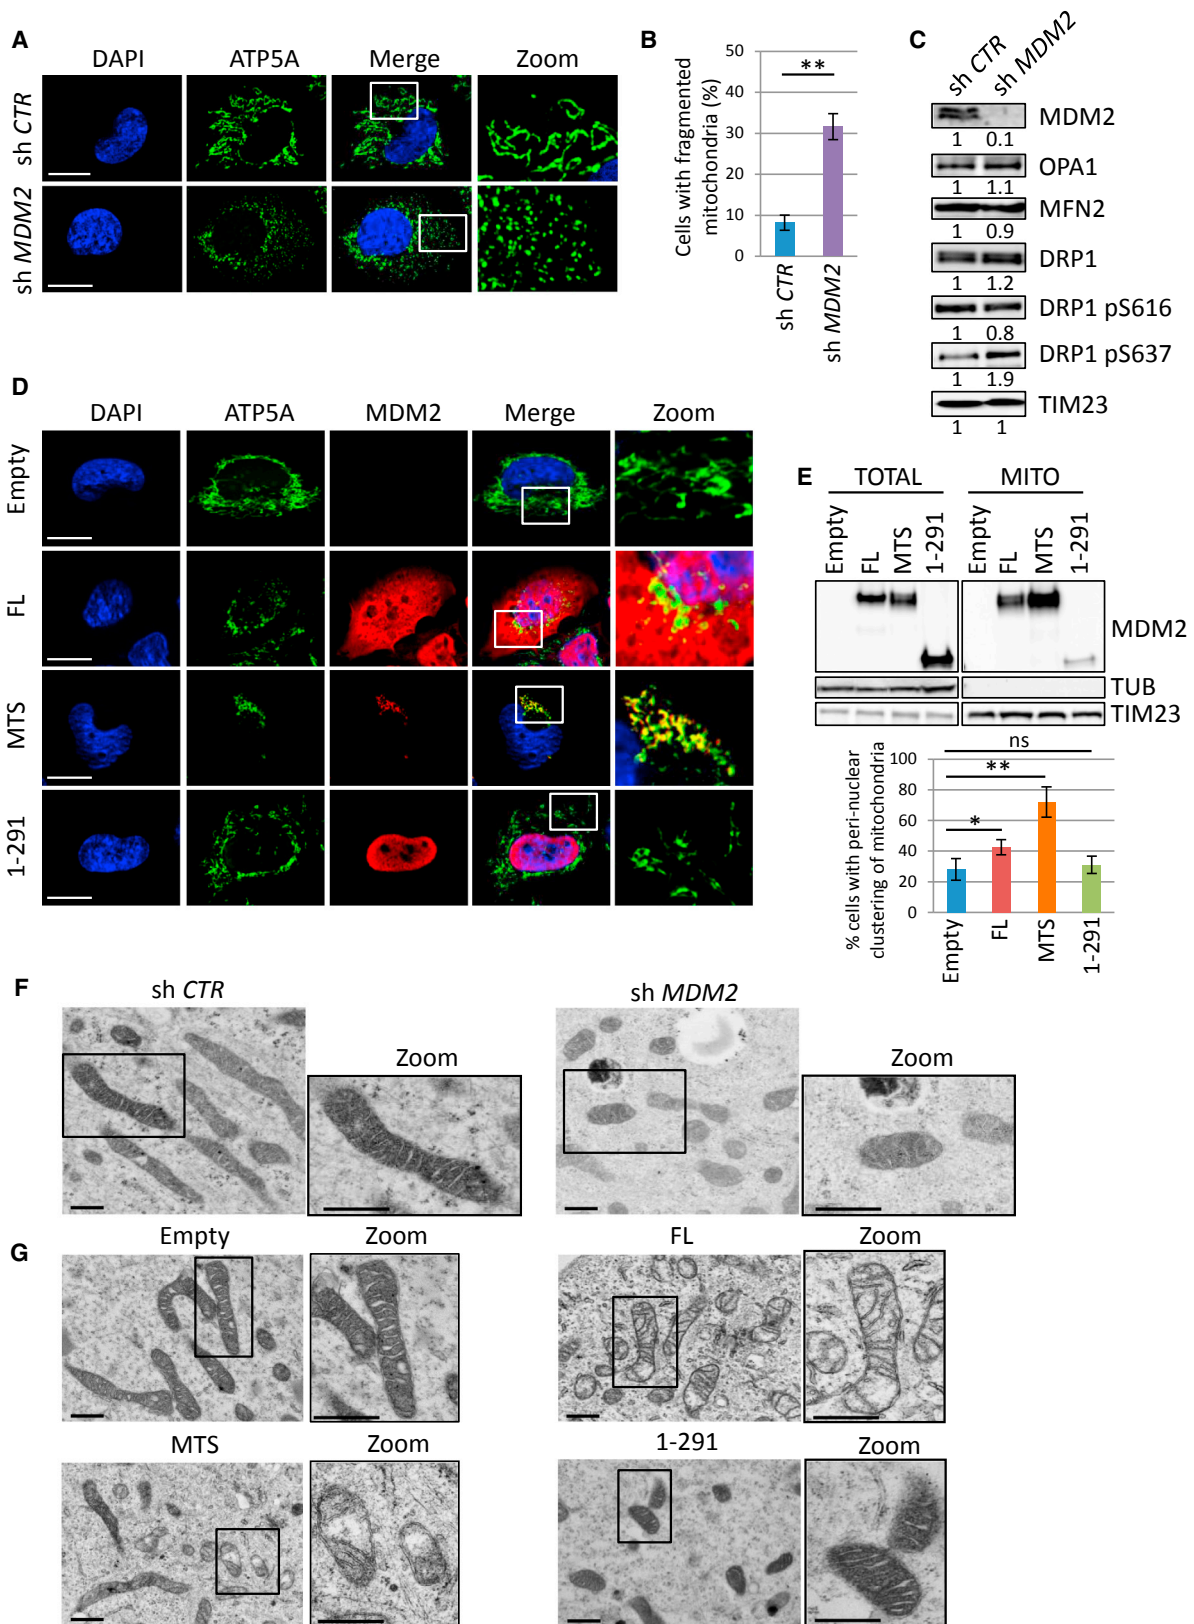 A
DAPI ATP5A Merge Zoom
sh CTR
sh MDM2
B
Cells with fragmented mitochondria (%)
50
40
30
20
10
0
**
sh CTR
sh MDM2
C
sh CTR
sh MDM2
MDM2
1 0.1
OPA1
1 1.1
MFN2
1 0.9
DRP1
1 1.2
DRP1 pS616
1 0.8
DRP1 pS637
1 1.9
TIM23
1 1
D
DAPI ATP5A MDM2 Merge Zoom
Empty
FL
MTS
1-291
E
TOTAL MITO
Empty FL MTS 1-291 Empty FL MTS 1-291
MDM2
TUB
TIM23
% cells with peri-nuclear
clustering of mitochondria
100
80
60
40
20
0
ns
**
*
Empty
FL
MTS
1-291
F
sh CTR
Zoom
sh MDM2
Zoom
G
Empty Zoom
FL Zoom
MTS Zoom
1-291 Zoom